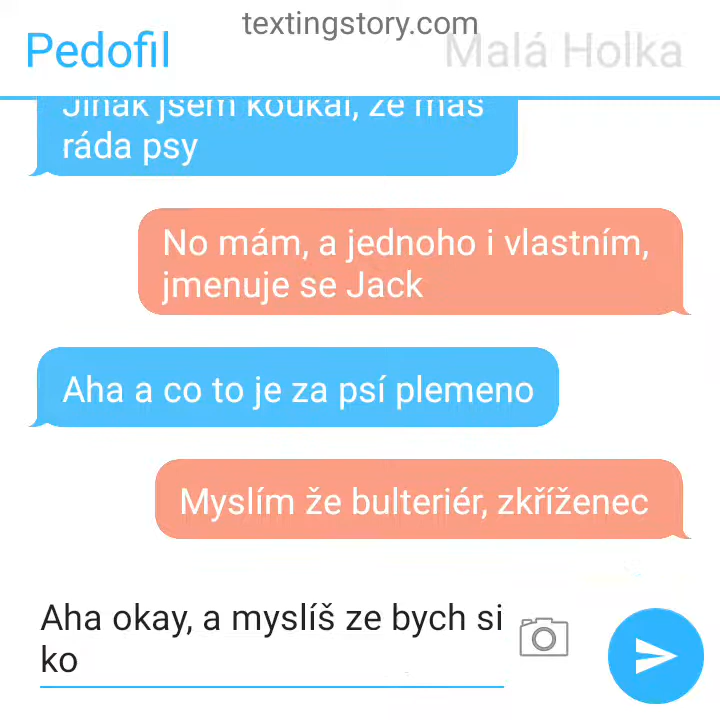 textingstory.com
Pedofil
Malá Holka
Jinak jsem koukal, že máš
ráda psy
No mám, a jednoho i vlastním,
jmenuje se Jack
Aha a co to je za psí plemeno
Myslím že bulteriér, zkříženec
Aha okay, a myslíš ze bych si
ko